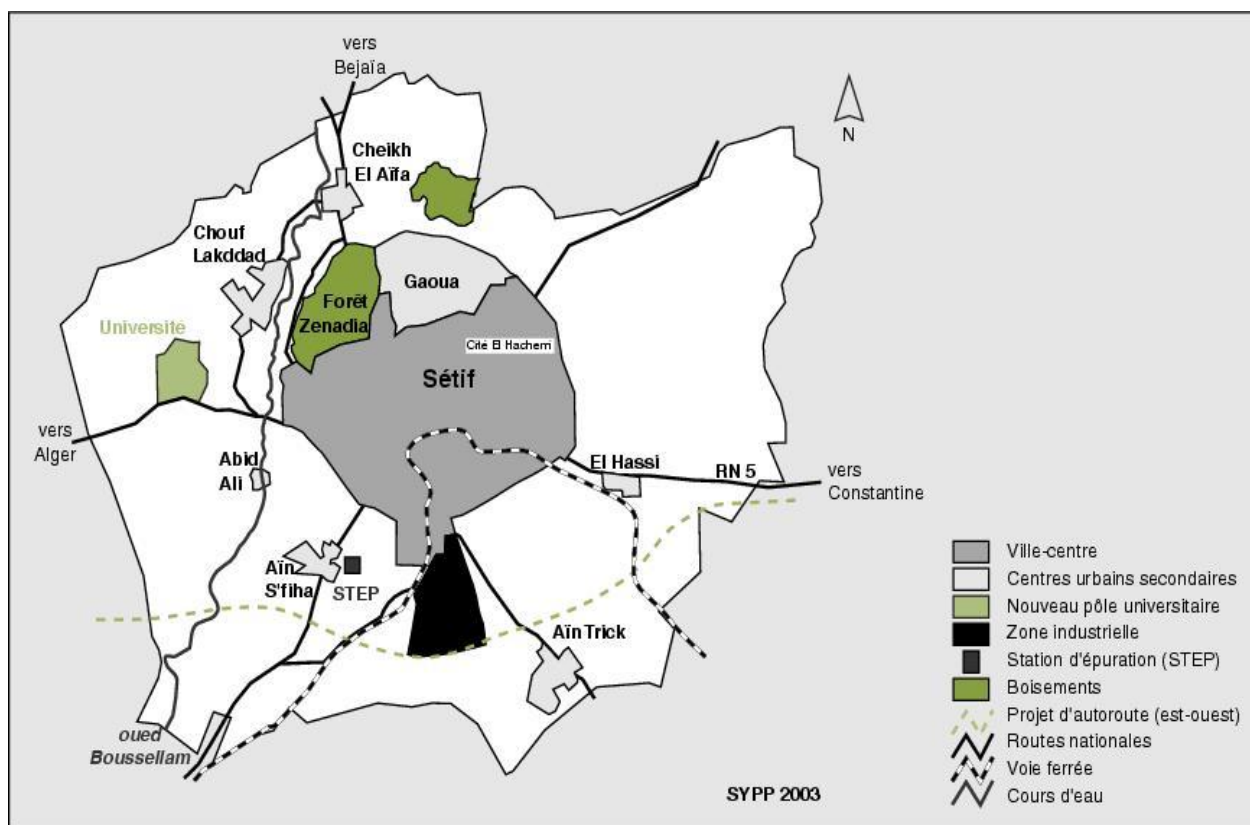 vers
Bejaïa
N
Cheikh
El Aïfa
Chouf
Lakddad
Gaoua
Forêt
Zenadia
Université
Cité El Hacherri
Sétif
vers
Alger
Abid
Ali
El Hassi
RN 5
vers
Constantine
Aïn
S'fiha
STEP
Aïn Trick
oued
Boussellam
SYPP 2003
Ville-centre
Centres urbains secondaires
Nouveau pôle universitaire
Zone industrielle
Station d'épuration (STEP)
Boisements
Projet d'autoroute (est-ouest)
Routes nationales
Voie ferrée
Cours d'eau